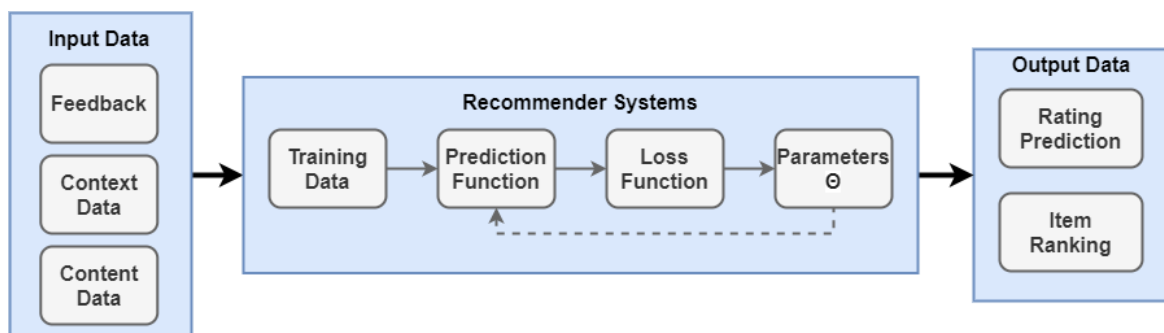 Input Data
Feedback
Context
Data
Content
Data
Recommender Systems
Training
Data
Prediction
Function
Loss
Function
Parameters
Θ
Output Data
Rating
Prediction
Item
Ranking